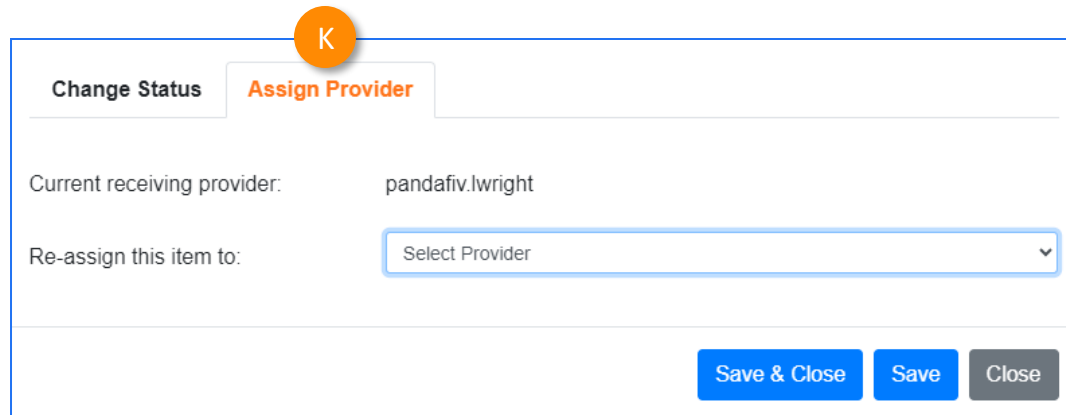 K
Change Status Assign Provider
Current receiving provider: pandafiv.lwright
Re-assign this item to: Select Provider
Save & Close Save Close